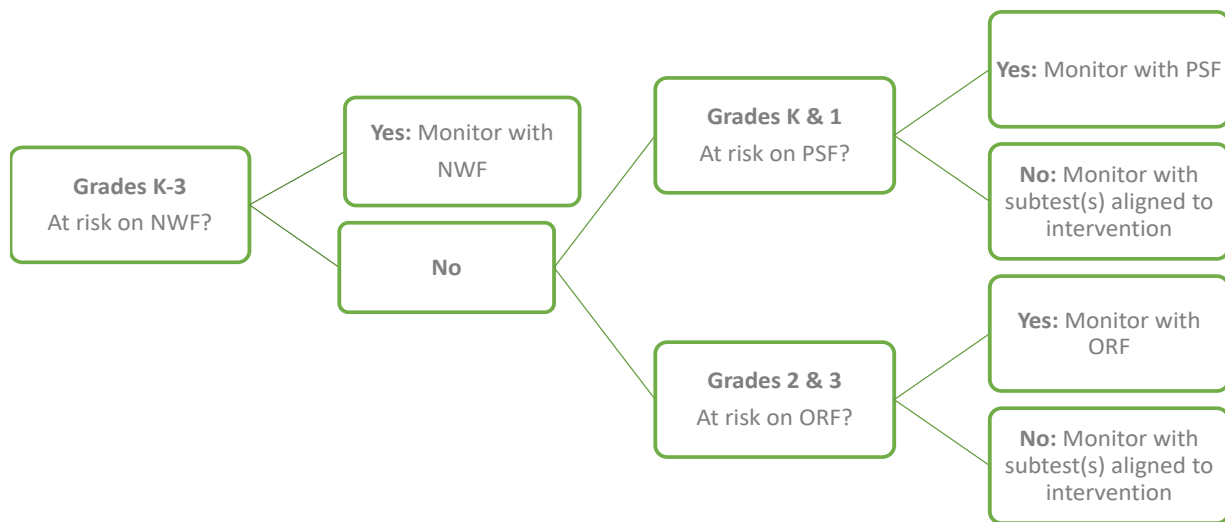 Grades K-3
At risk on NWF?
Yes: Monitor with
NWF
No
Grades K & 1
At risk on PSF?
Yes: Monitor with PSF
No: Monitor with
subtest(s) aligned to
intervention
Grades 2 & 3
At risk on ORF?
Yes: Monitor with
ORF
No: Monitor with
subtest(s) aligned to
intervention